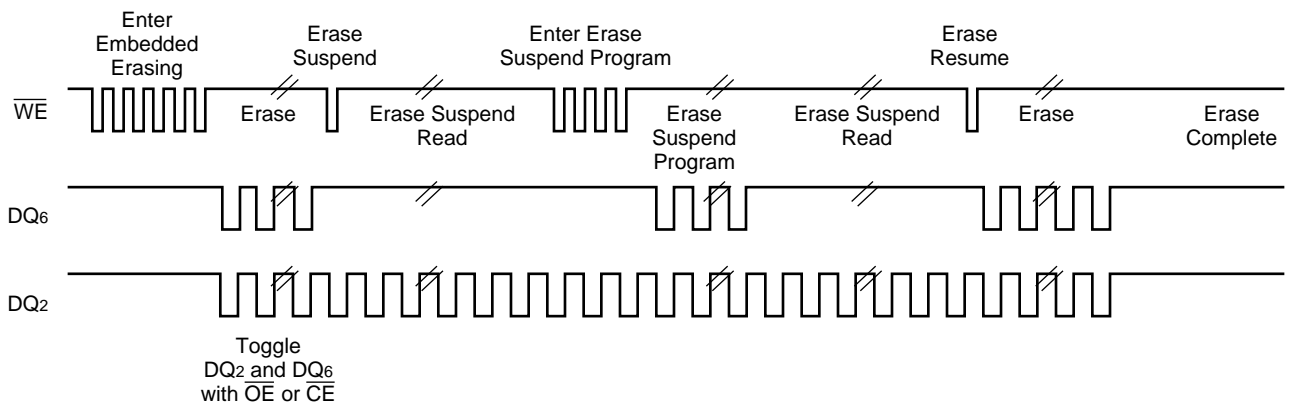 Enter
Embedded
Erasing
Erase
Suspend
Enter Erase
Suspend Program
Erase
Resume
WE
Erase
Erase Suspend
Read
Erase
Suspend
Program
Erase Suspend
Read
Erase
Erase
Complete
DQ6
DQ2
Toggle
DQ2 and DQ6
with OE or CE